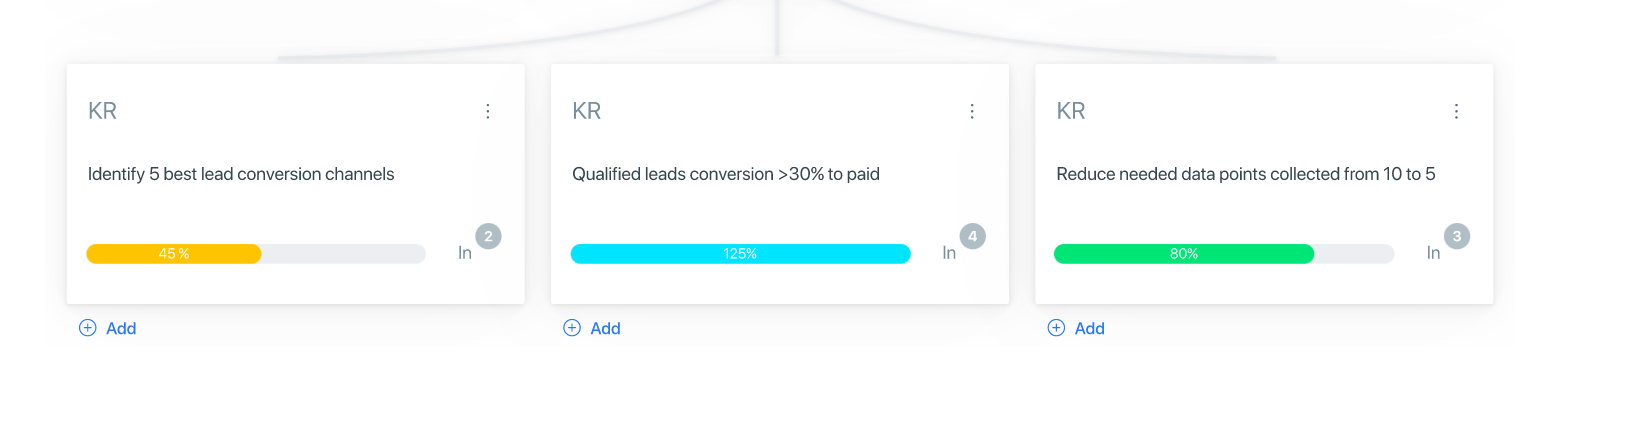 KR
Identify 5 best lead conversion channels
45 %
In 2
Add
KR
Qualified leads conversion >30% to paid
125%
In 4
Add
KR
Reduce needed data points collected from 10 to 5
80%
In 3
Add